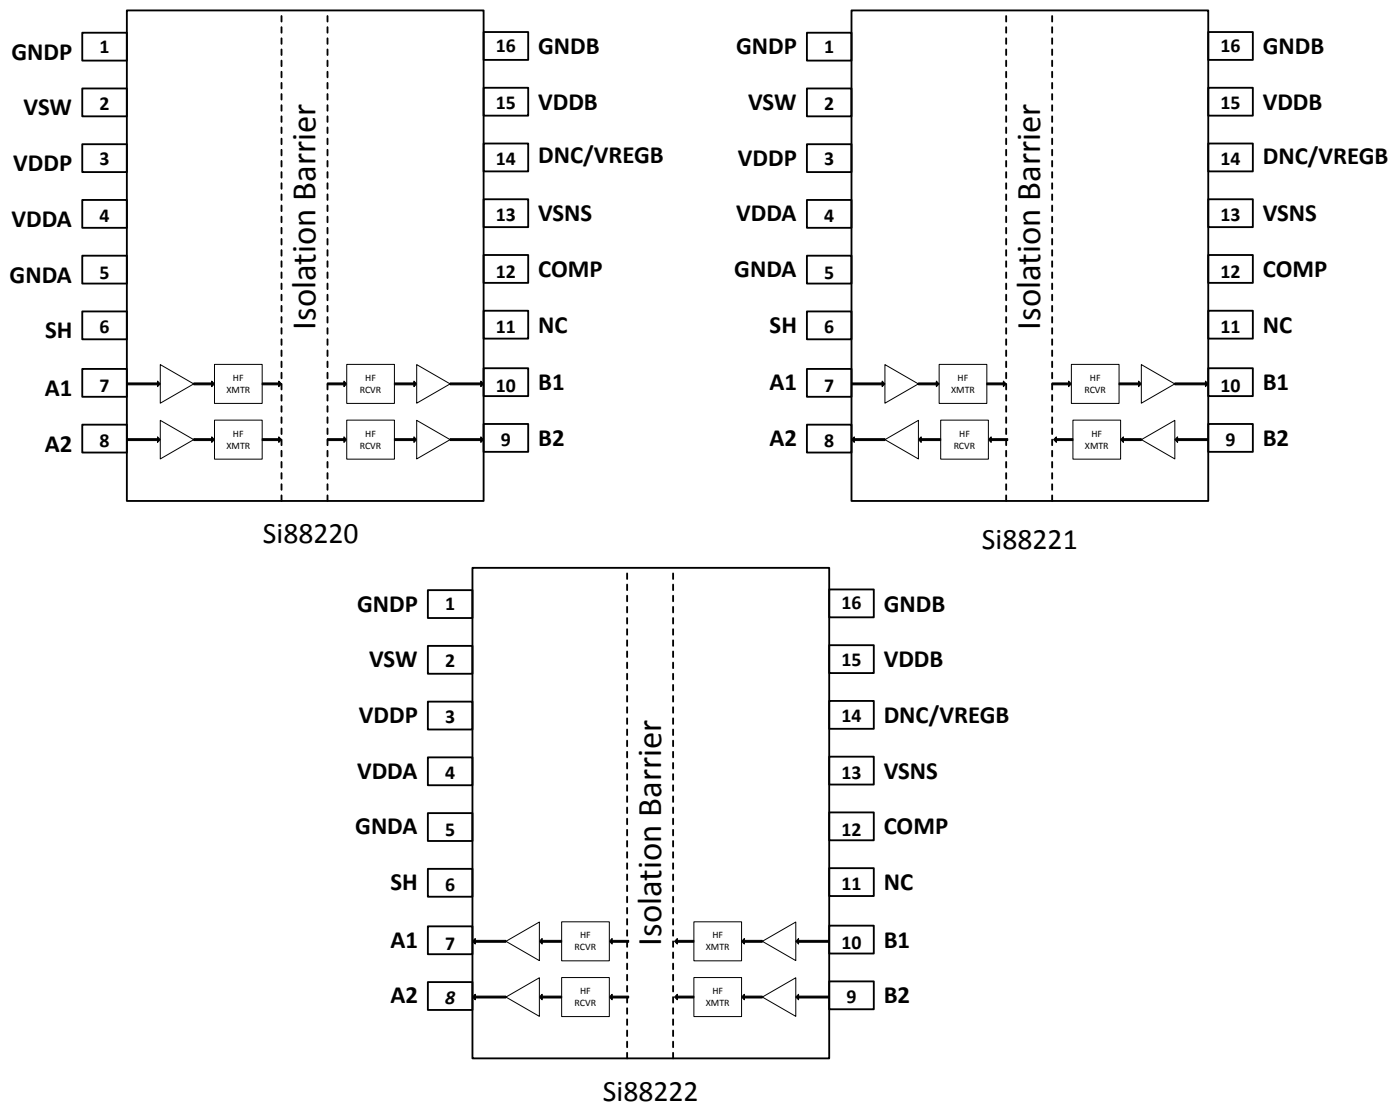 GNDP 1 16 GNDB
VSW 2 15 VDDB
VDDP 3 14 DNC/VREGB
VDDA 4 13 VSNS
GNDA 5 12 COMP
SH 6 11 NC
A1 7 HF XMTR HF RCVR 10 B1
A2 8 HF XMTR HF RCVR 9 B2
Isolation Barrier
Si88220
GNDP 1 16 GNDB
VSW 2 15 VDDB
VDDP 3 14 DNC/VREGB
VDDA 4 13 VSNS
GNDA 5 12 COMP
SH 6 11 NC
A1 7 HF XMTR HF RCVR 10 B1
A2 8 HF RCVR HF XMTR 9 B2
Isolation Barrier
Si88221
GNDP 1 16 GNDB
VSW 2 15 VDDB
VDDP 3 14 DNC/VREGB
VDDA 4 13 VSNS
GNDA 5 12 COMP
SH 6 11 NC
A1 7 HF RCVR HF XMTR 10 B1
A2 8 HF RCVR HF XMTR 9 B2
Isolation Barrier
Si88222